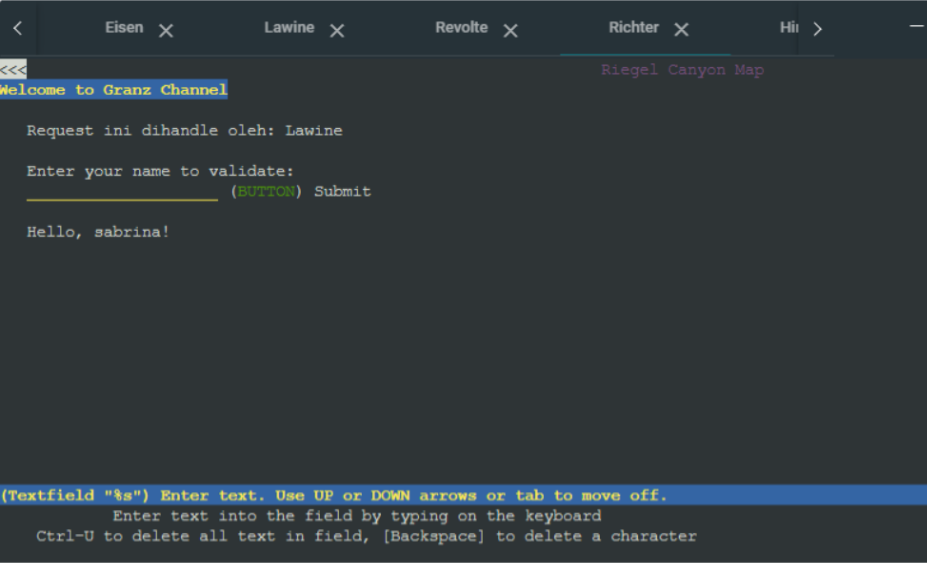 Eisen Lawine Revolte Richter Hi
<<< Riegel Canyon Map
Welcome to Granz Channel
Request ini dihandle oleh: Lawine
Enter your name to validate:
____________________ (BUTTON) Submit
Hello, sabrina!
(Textfield "%s") Enter text. Use UP or DOWN arrows or tab to move off.
Enter text into the field by typing on the keyboard
Ctrl-U to delete all text in field, [Backspace] to delete a character